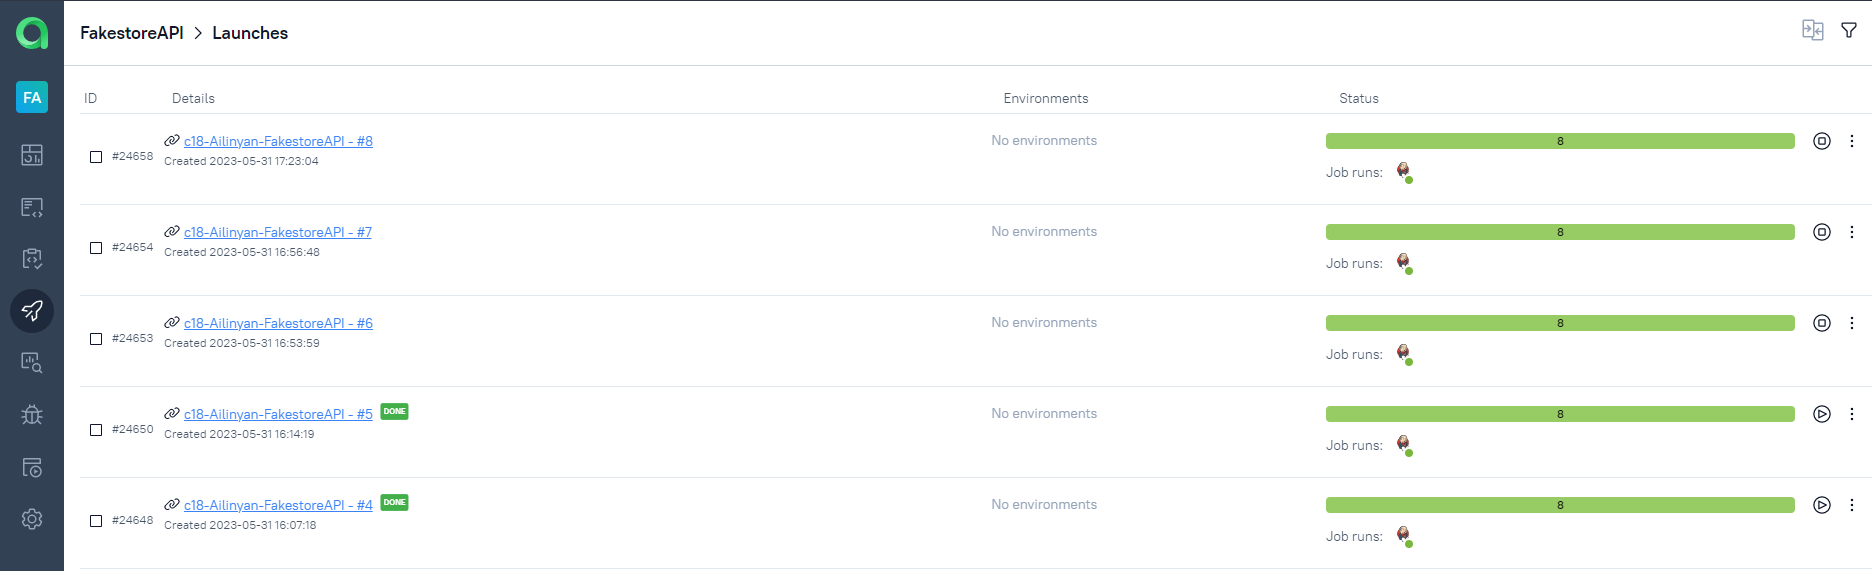 FakestoreAPI > Launches
FA
ID Details Environments Status
#24658 c18-Ailinyan-FakestoreAPI - #8 No environments 8
Created 2023-05-31 17:23:04
Job runs:
#24654 c18-Ailinyan-FakestoreAPI - #7 No environments 8
Created 2023-05-31 16:56:48
Job runs:
#24653 c18-Ailinyan-FakestoreAPI - #6 No environments 8
Created 2023-05-31 16:53:59
Job runs:
#24650 c18-Ailinyan-FakestoreAPI - #5 DONE No environments 8
Created 2023-05-31 16:14:19
Job runs:
#24648 c18-Ailinyan-FakestoreAPI - #4 DONE No environments 8
Created 2023-05-31 16:07:18
Job runs: